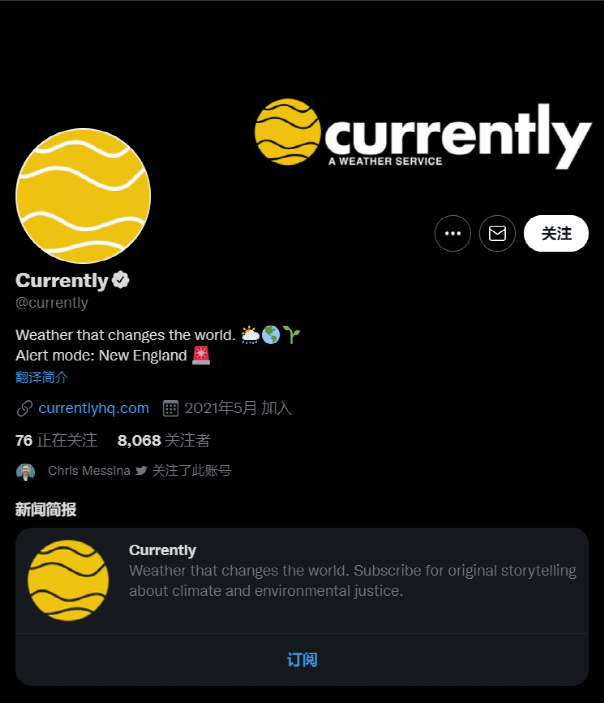 currently
A WEATHER SERVICE
关注
Currently
@currently
Weather that changes the world. 🌦️🌎🌱
Alert mode: New England 🚨
翻译简介
currentlyhq.com 2021年5月 加入
76 正在关注 8,068 关注者
Chris Messina 关注了此账号
新闻简报
Currently
Weather that changes the world. Subscribe for original storytelling
about climate and environmental justice.
订阅